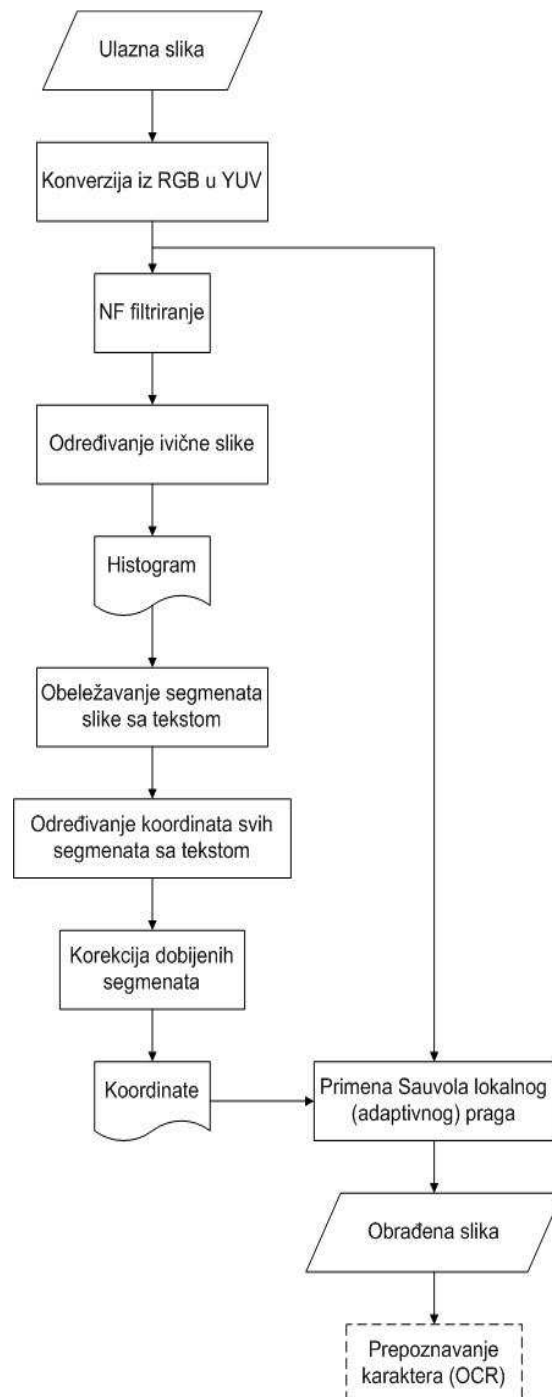 Ulazna slika
Konverzija iz RGB u YUV
NF filtriranje
Određivanje ivične slike
Histogram
Obeležavanje segmenata
slike sa tekstom
Određivanje koordinata svih
segmenata sa tekstom
Korekcija dobijenih
segmenata
Koordinate
Primena Sauvola lokalnog
(adaptivnog) praga
Obrađena slika
Prepoznavanje
karaktera (OCR)